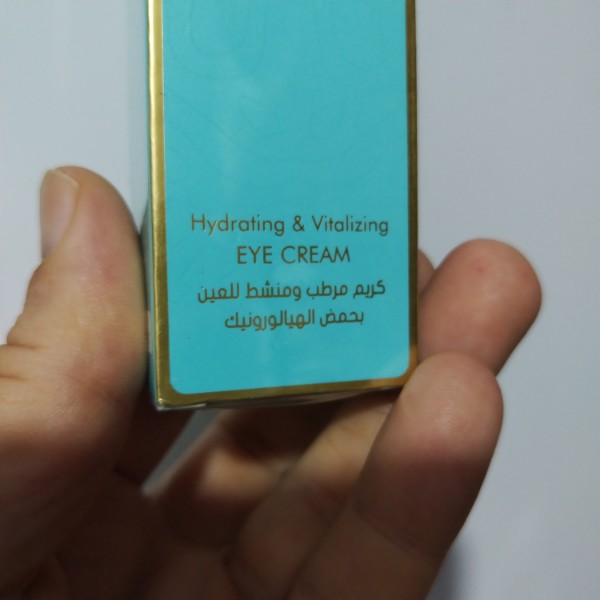 Hydrating & Vitalizing
EYE CREAM
كريم مرطب ومنشط للعين
بحمض الهيالورونيك